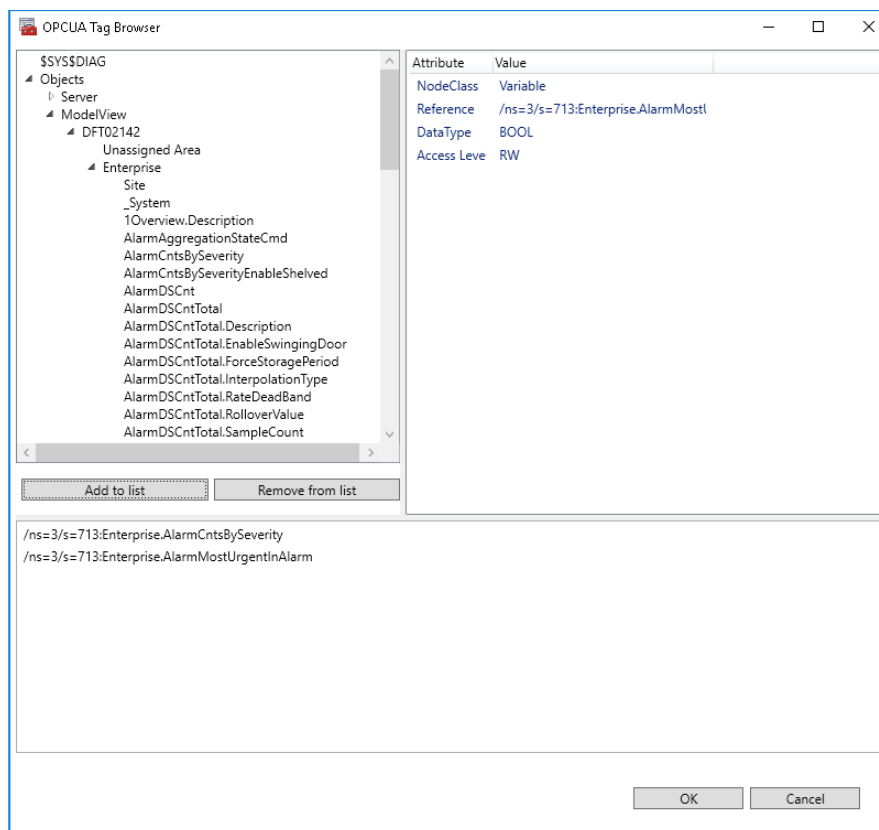 OPCUA Tag Browser
$SYS$DIAG
Objects
Server
ModelView
DFT02142
Unassigned Area
Enterprise
Site
_System
1Overview.Description
AlarmAggregationStateCmd
AlarmCntsBySeverity
AlarmCntsBySeverityEnableShelved
AlarmDSCnt
AlarmDSCntTotal
AlarmDSCntTotal.Description
AlarmDSCntTotal.EnableSwingingDoor
AlarmDSCntTotal.ForceStoragePeriod
AlarmDSCntTotal.InterpolationType
AlarmDSCntTotal.RateDeadBand
AlarmDSCntTotal.RolloverValue
AlarmDSCntTotal.SampleCount
Add to list Remove from list
Attribute Value
NodeClass Variable
Reference /ns=3/s=713:Enterprise.AlarmMostU
DataType BOOL
Access Leve RW
/ns=3/s=713:Enterprise.AlarmCntsBySeverity
/ns=3/s=713:Enterprise.AlarmMostUrgentInAlarm
OK Cancel